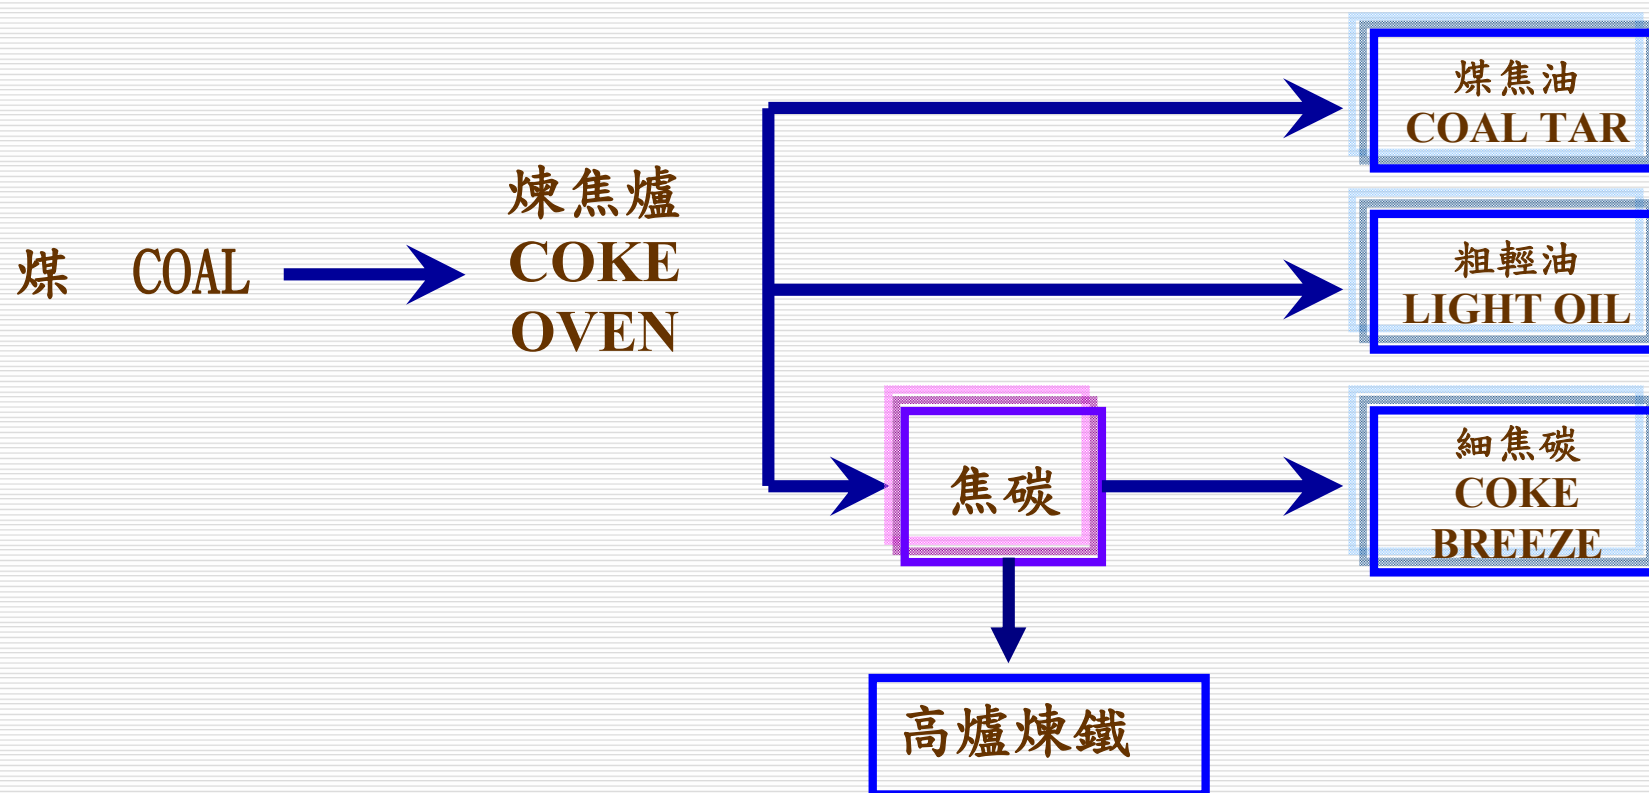 煤 COAL
煉焦爐
COKE
OVEN
煤焦油
COAL TAR
粗輕油
LIGHT OIL
焦碳
細焦碳
COKE
BREEZE
高爐煉鐵